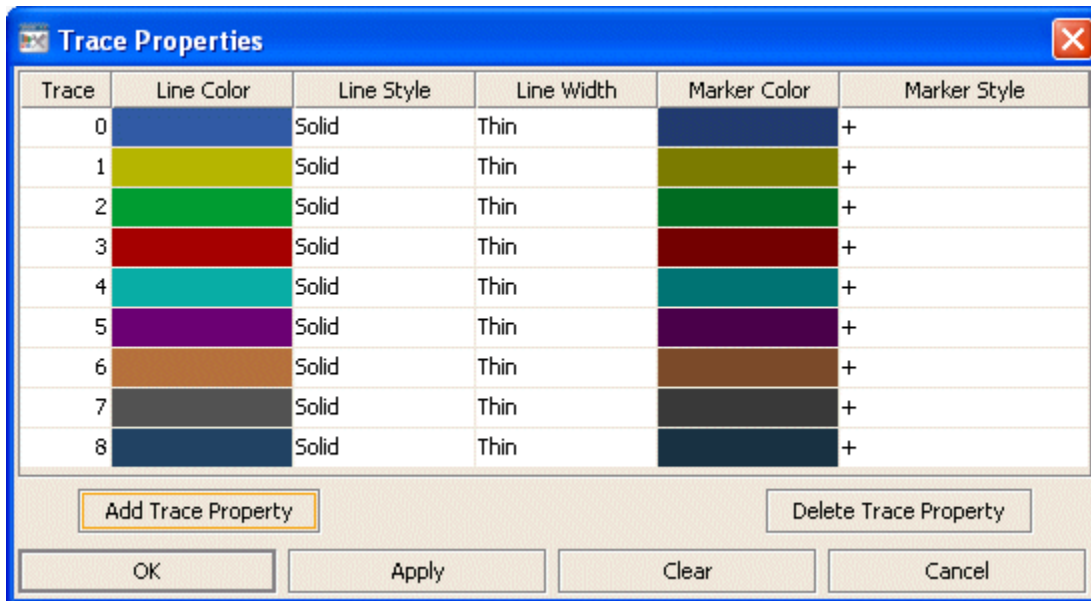 Trace Properties
Trace Line Color Line Style Line Width Marker Color Marker Style
0 Solid Thin +
1 Solid Thin +
2 Solid Thin +
3 Solid Thin +
4 Solid Thin +
5 Solid Thin +
6 Solid Thin +
7 Solid Thin +
8 Solid Thin +
Add Trace Property Delete Trace Property
OK Apply Clear Cancel